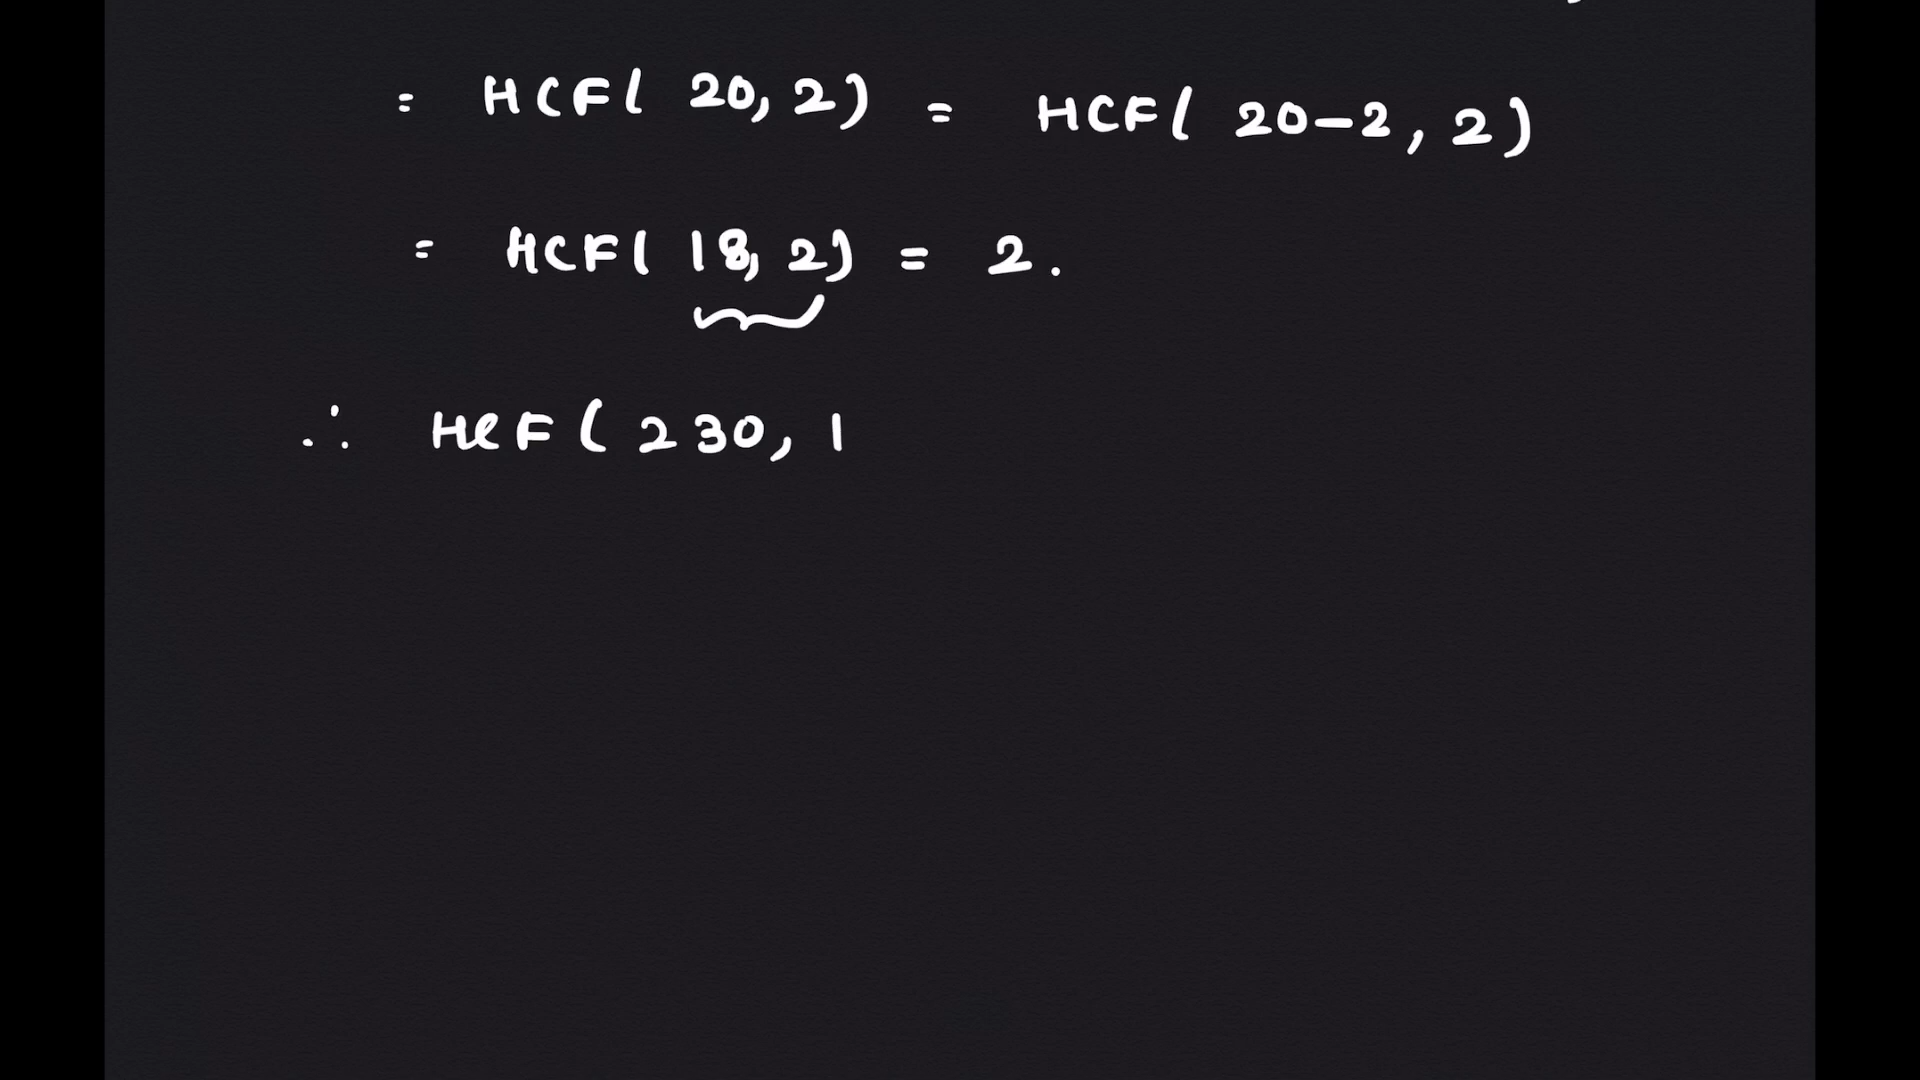 = HCF( 20, 2) = HCF( 20-2, 2)
= HCF( 18, 2) = 2.
∴ HCF ( 230, 1